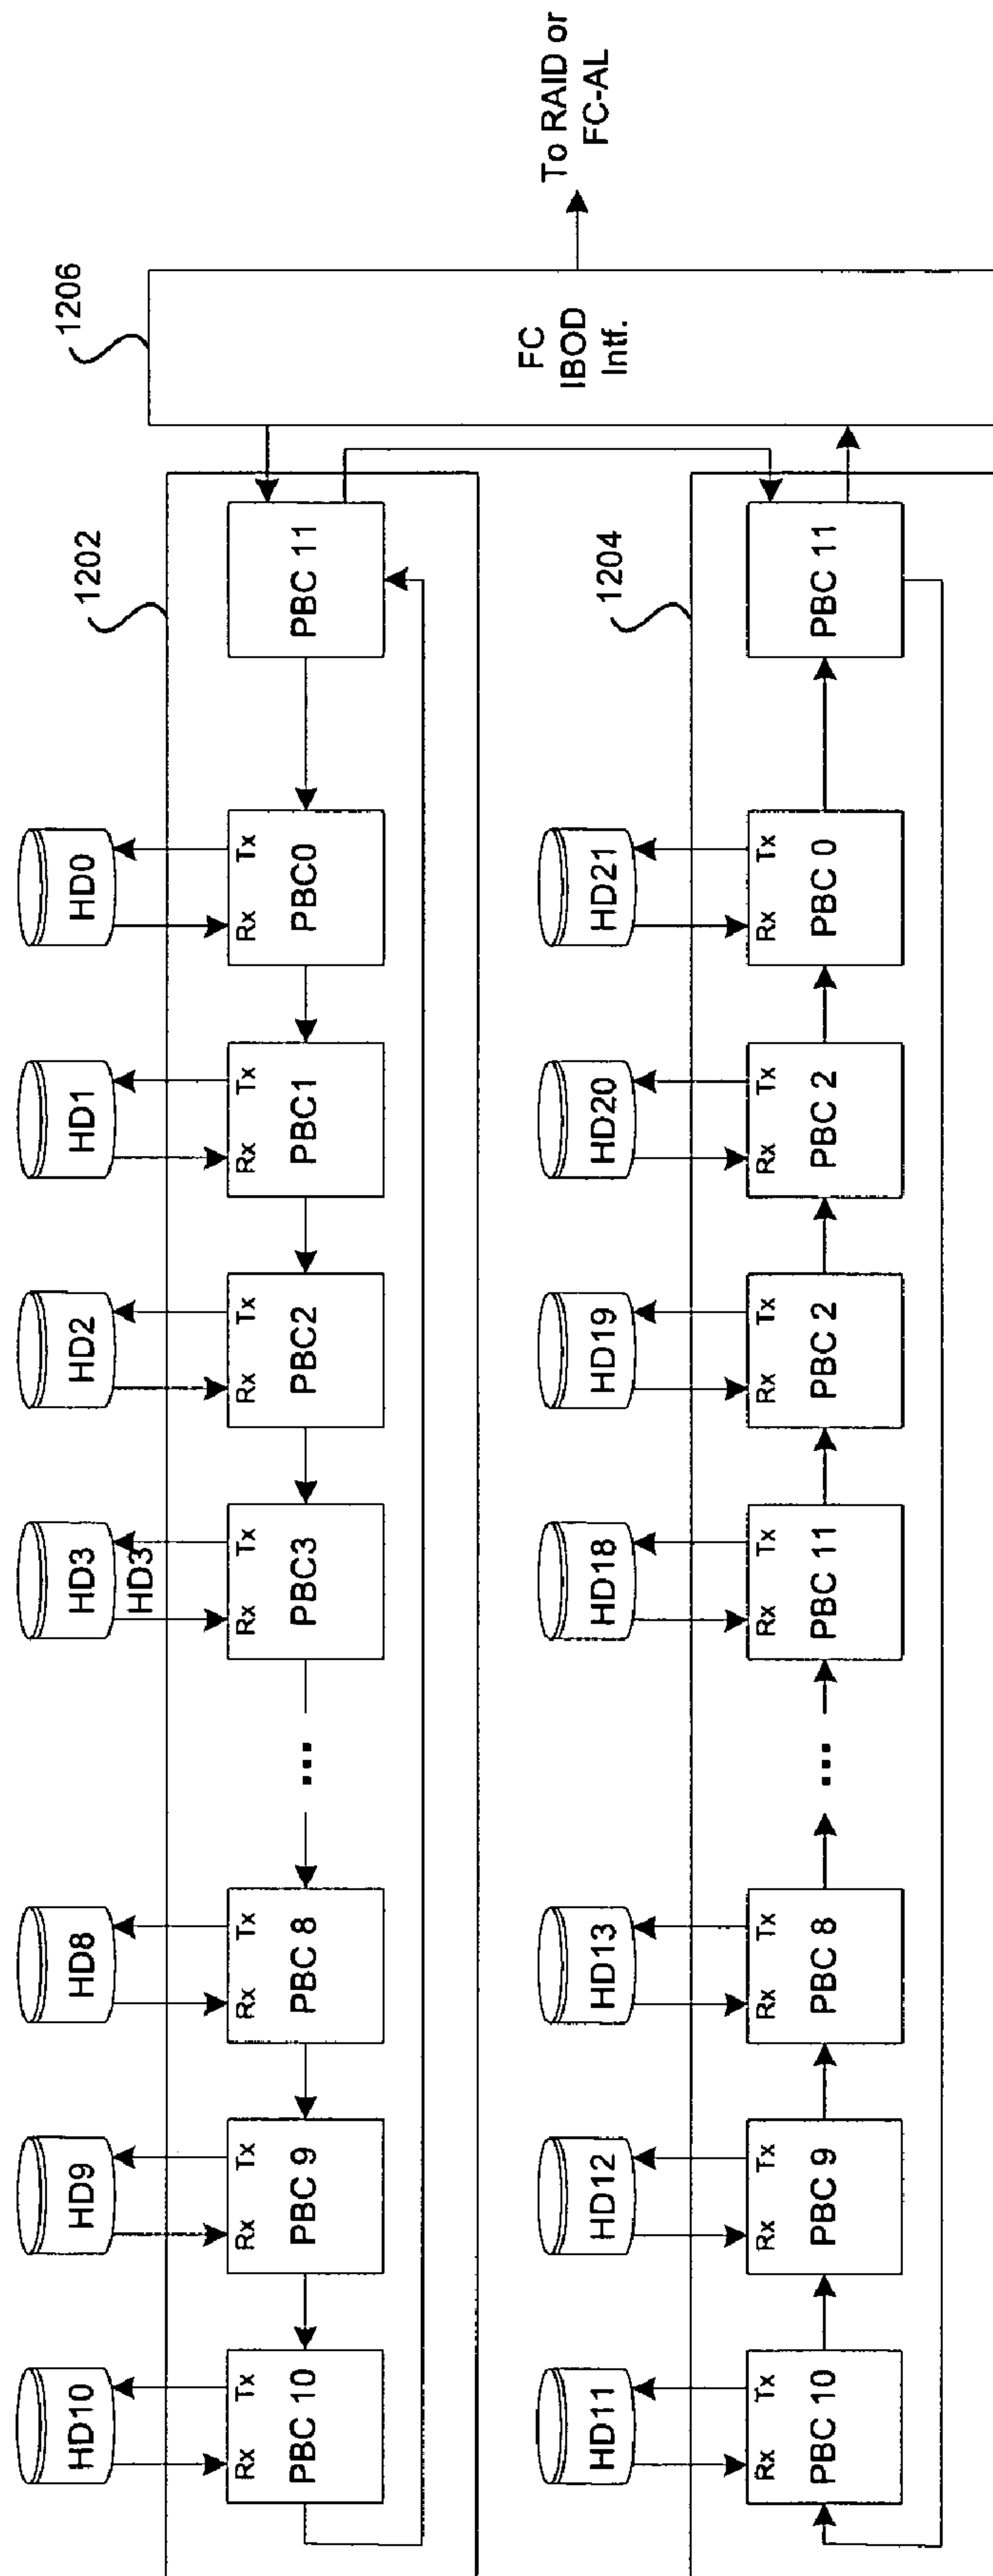 HD10
HD9
HD8
HD3
HD3
HD2
HD1
HD0
1202
1206
Rx Tx
PBC 10
Rx Tx
PBC 9
Rx Tx
PBC 8
...
Rx Tx
PBC3
Rx Tx
PBC2
Rx Tx
PBC1
Rx Tx
PBC0
PBC 11
FC
IBOD
Intf.
To RAID or
FC-AL
HD11
HD12
HD13
HD18
HD19
HD20
HD21
1204
Rx Tx
PBC 10
Rx Tx
PBC 9
Rx Tx
PBC 8
...
Rx Tx
PBC 11
Rx Tx
PBC 2
Rx Tx
PBC 2
Rx Tx
PBC 0
PBC 11